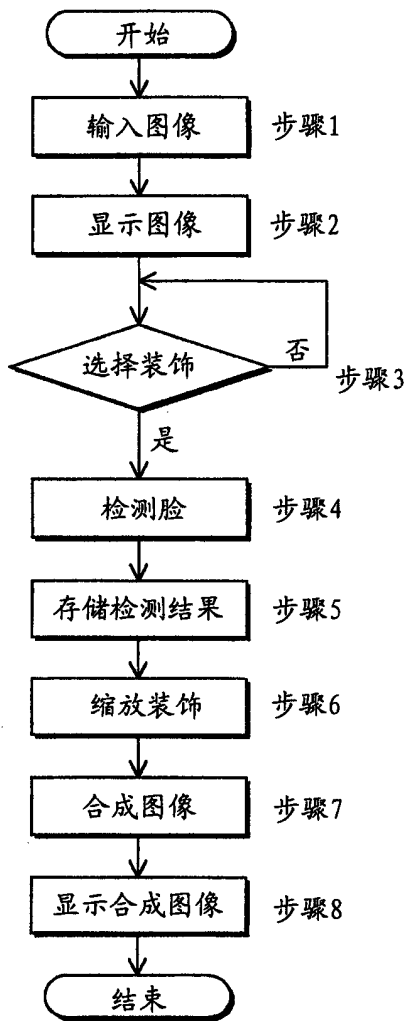 开始
输入图像 步骤1
显示图像 步骤2
选择装饰 否 步骤3
是
检测脸 步骤4
存储检测结果 步骤5
缩放装饰 步骤6
合成图像 步骤7
显示合成图像 步骤8
结束